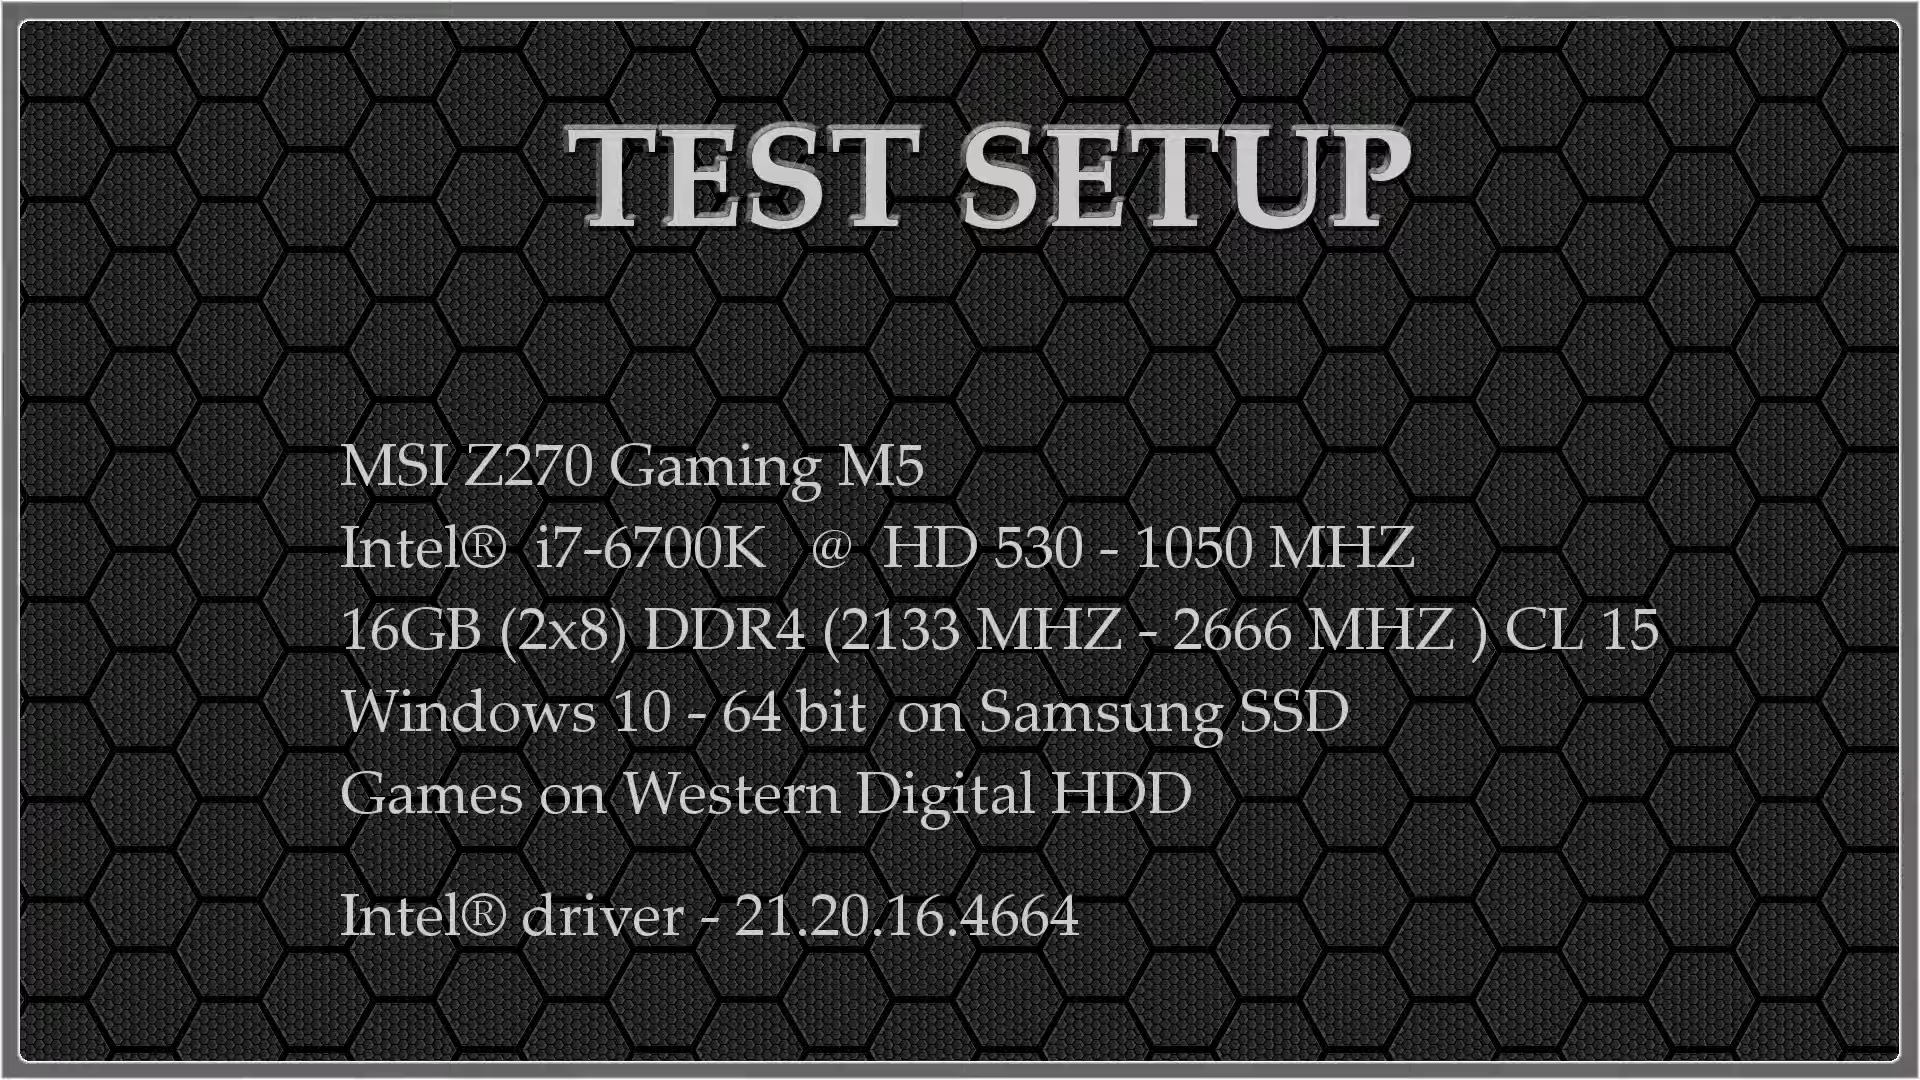 TEST SETUP
MSI Z270 Gaming M5
Intel® i7-6700K @ HD 530 - 1050 MHZ
16GB (2x8) DDR4 (2133 MHZ - 2666 MHZ ) CL 15
Windows 10 - 64 bit on Samsung SSD
Games on Western Digital HDD
Intel® driver - 21.20.16.4664